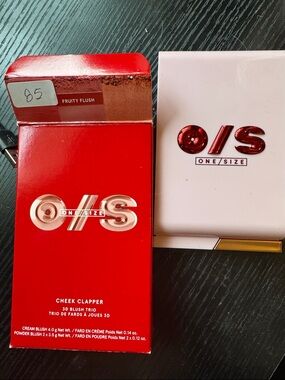 85
FRUITY FLUSH
O/S
ONE/SIZE
O/S
ONE/SIZE
CHEEK CLAPPER
3D BLUSH TRIO
TRIO DE FARDS À JOUES 3D
CREAM BLUSH 4.0 g Net Wt. / FARD EN CRÈME Poids Net 0.14 oz.
POWDER BLUSH 2 x 3.5 g Net Wt. / FARD EN POUDRE Poids Net 2 x 0.12 oz.